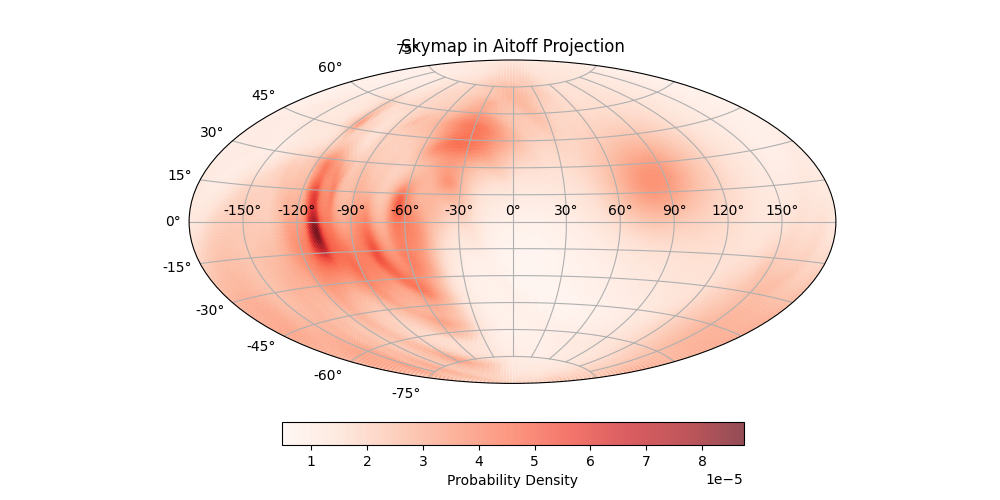 Skymap in Aitoff Projection
75°
60°
45°
30°
15°
0°
-15°
-30°
-45°
-60°
-75°
-150° -120° -90° -60° -30° 0° 30° 60° 90° 120° 150°
1 2 3 4 5 6 7 8
1e−5
Probability Density